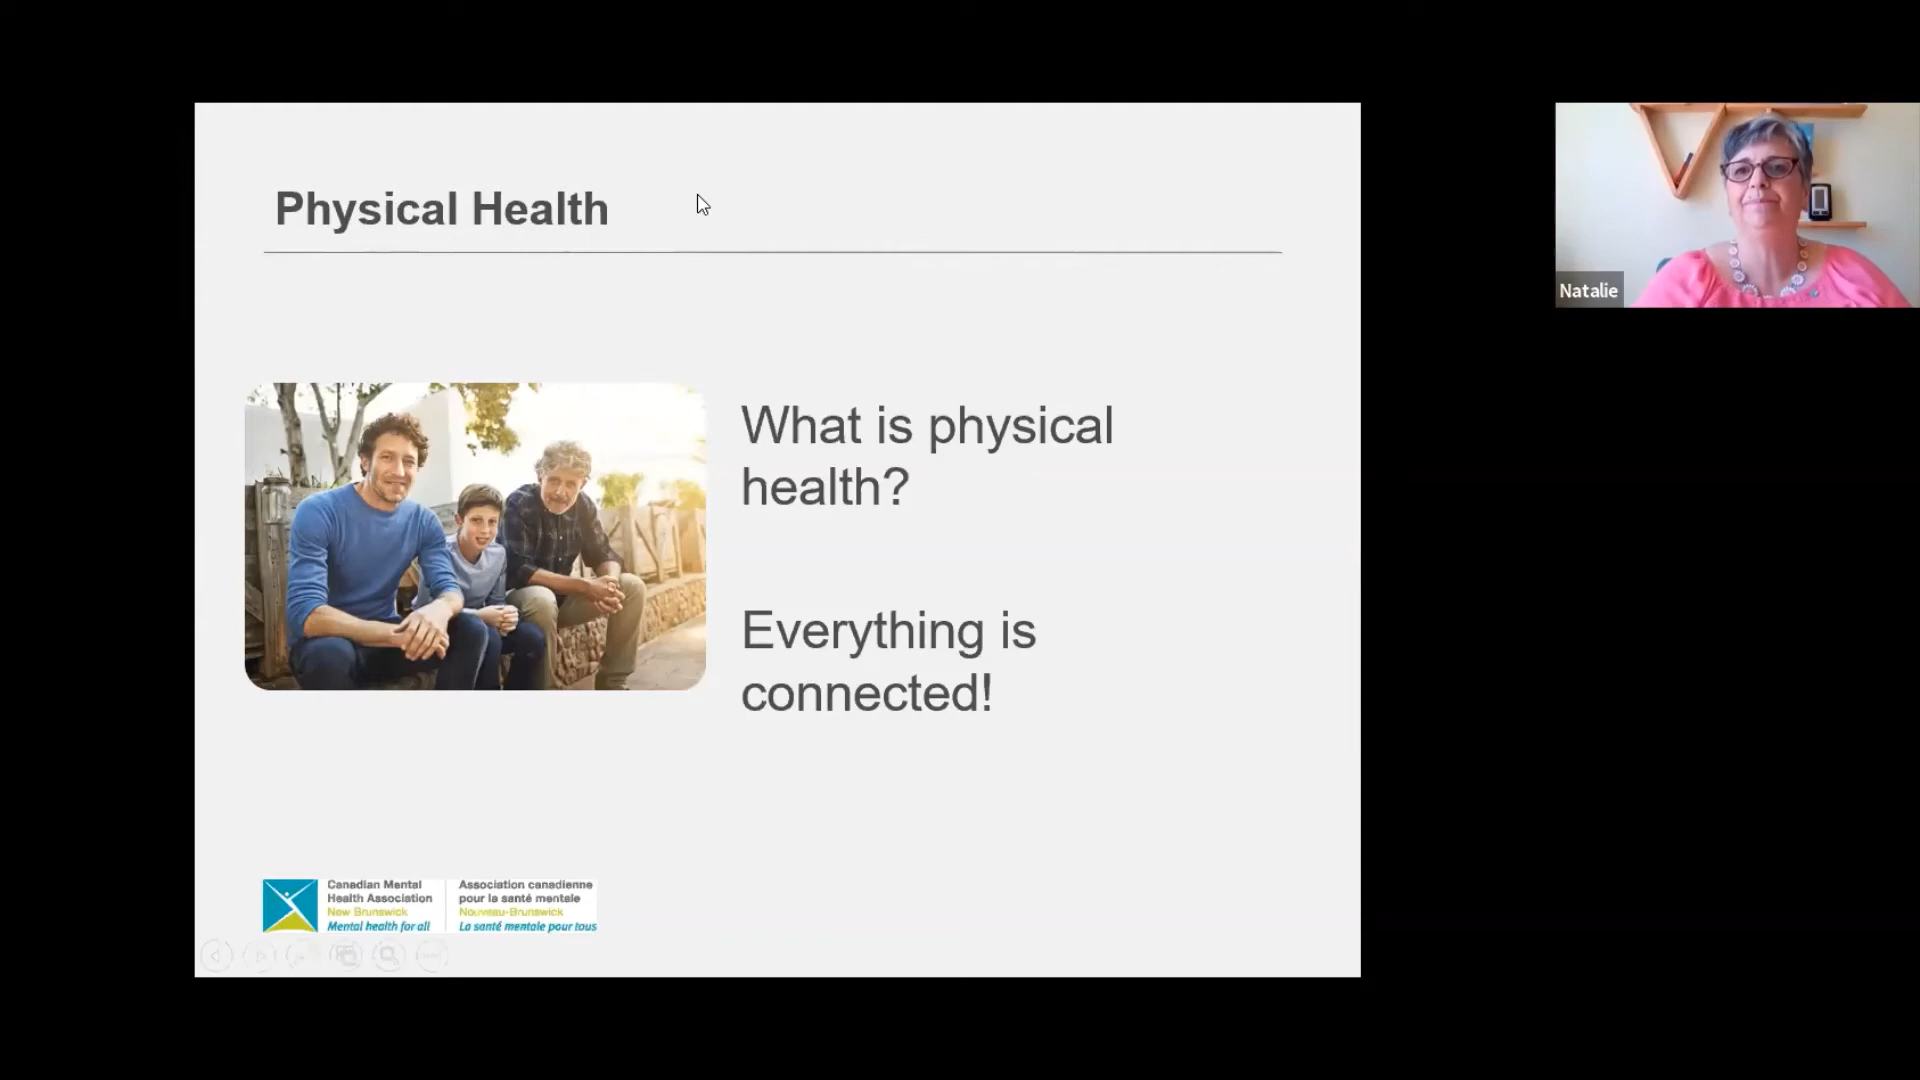 Physical Health
What is physical
health?
Everything is
connected!
Canadian Mental
Health Association
New Brunswick
Mental health for all
Association canadienne
pour la santé mentale
Nouveau-Brunswick
La santé mentale pour tous
Natalie